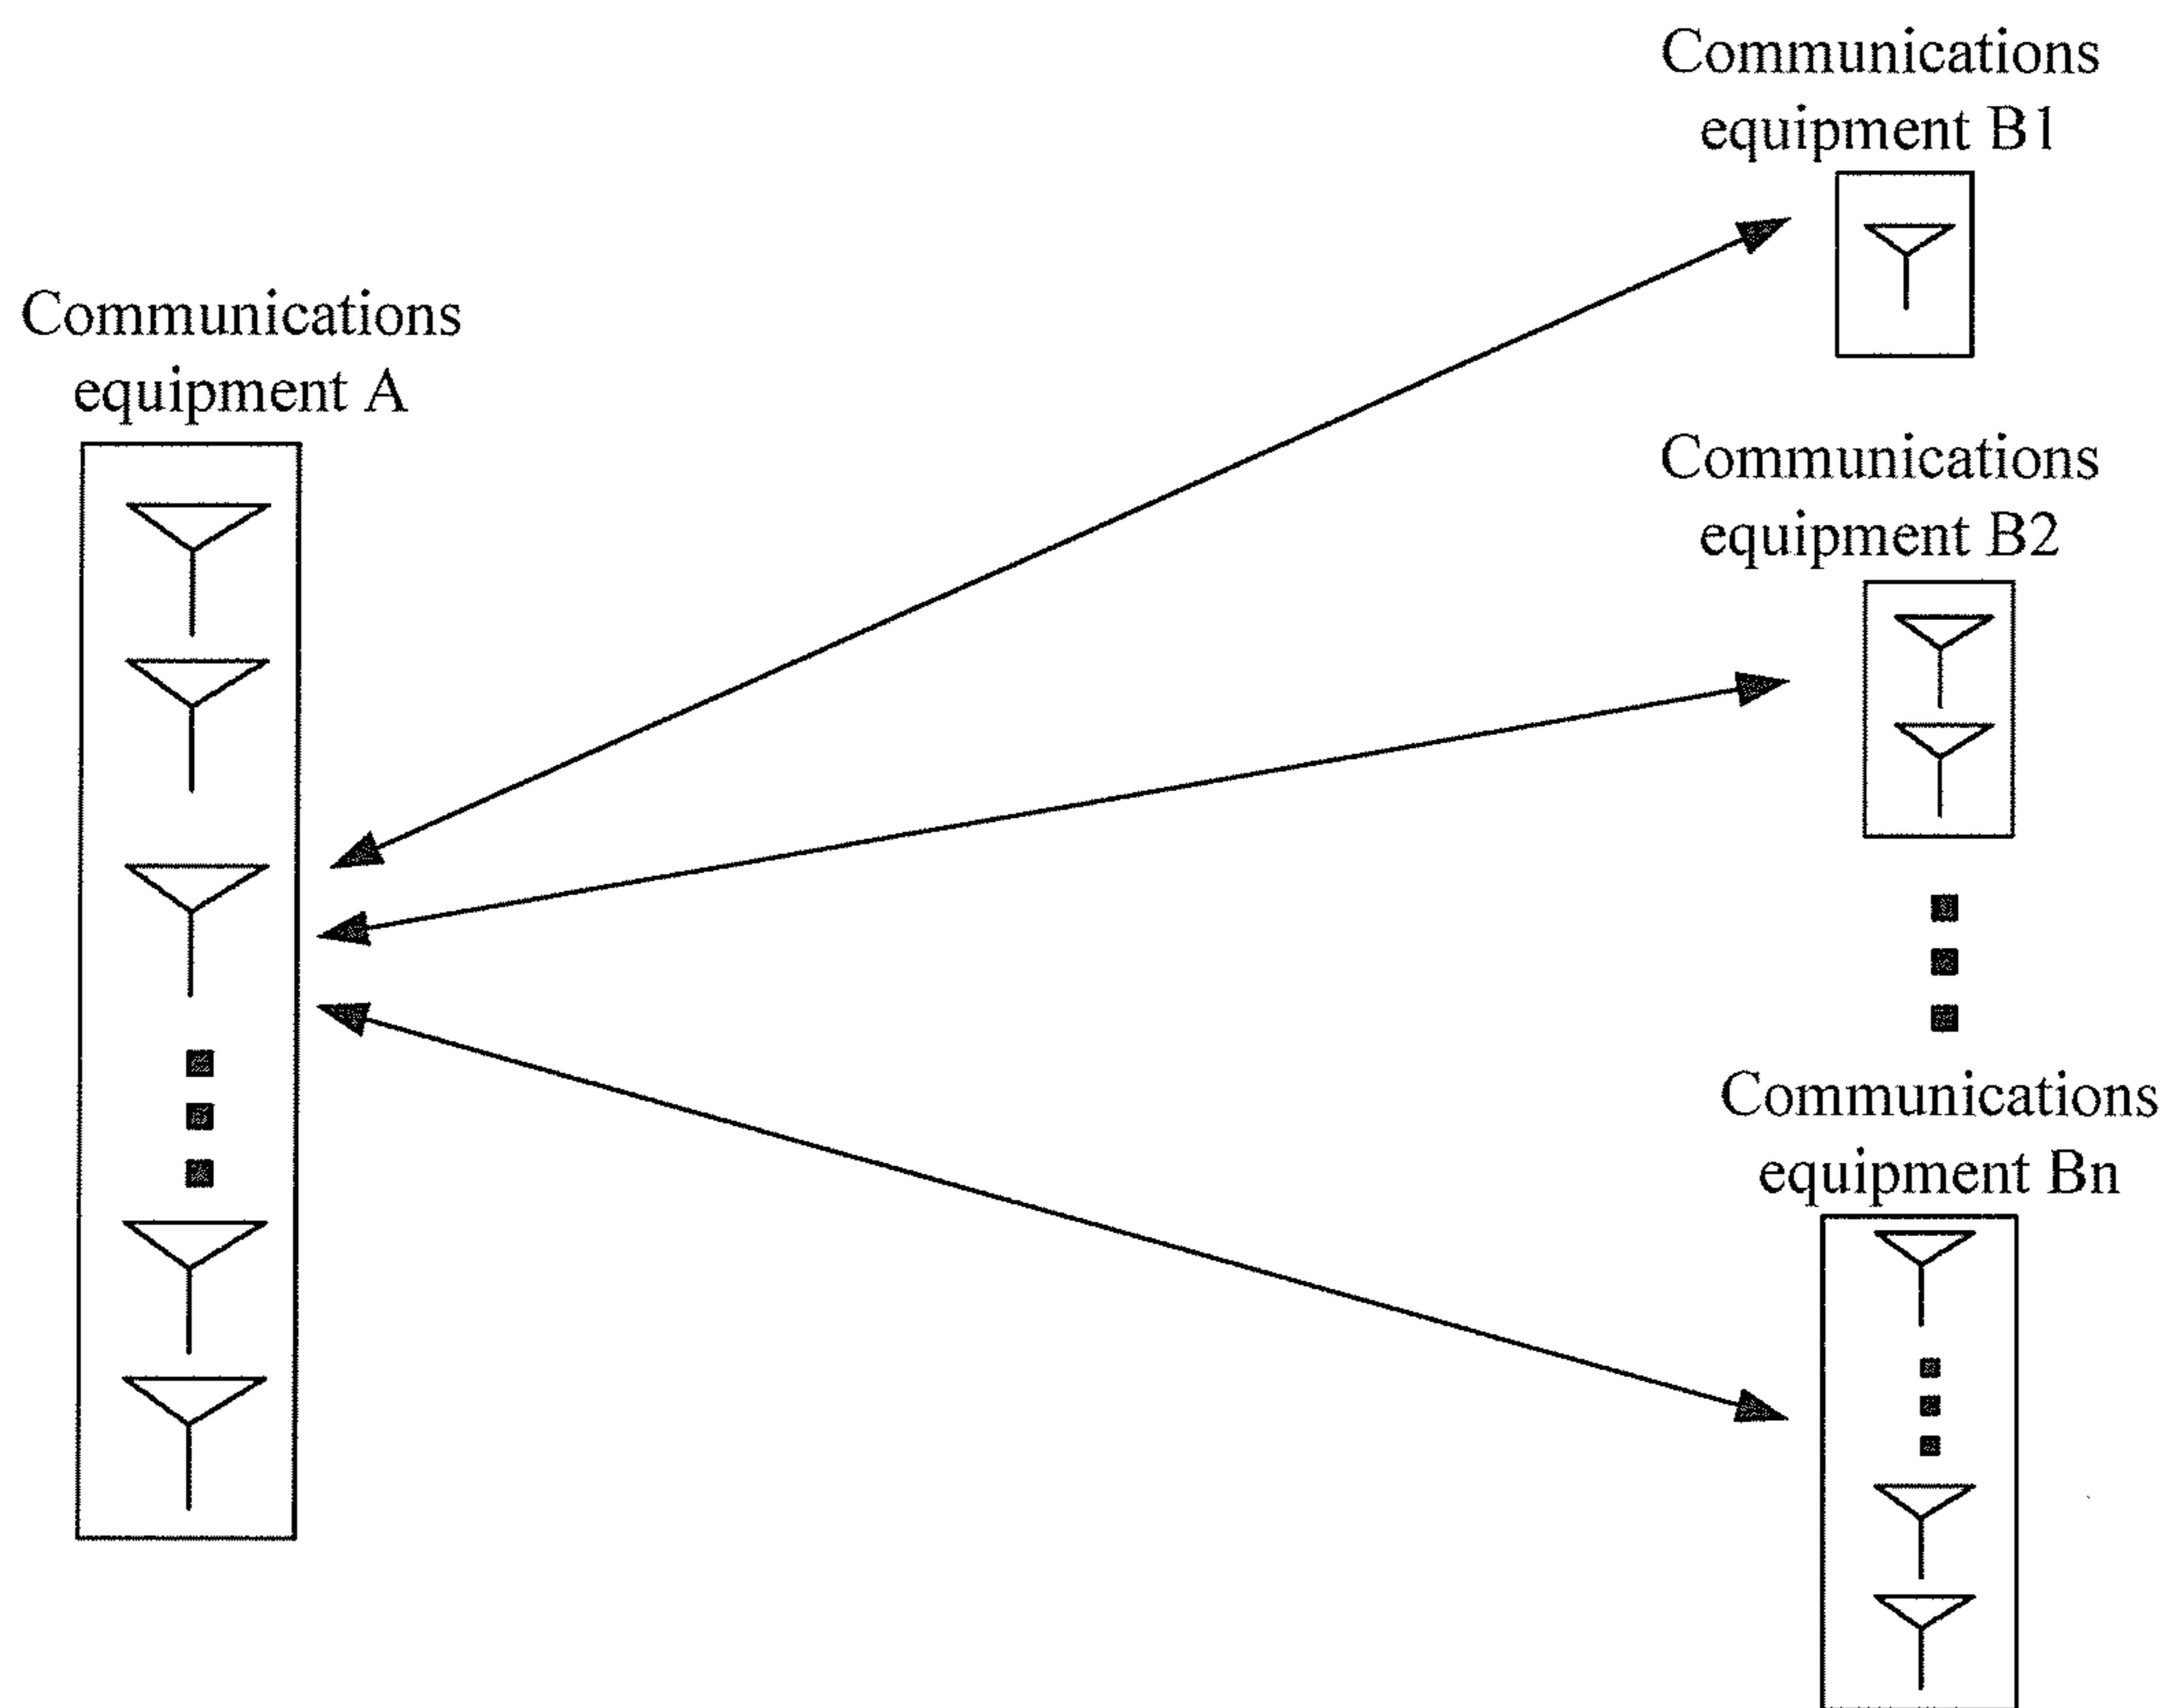 Communications
equipment A
Communications
equipment B1
Communications
equipment B2
Communications
equipment Bn